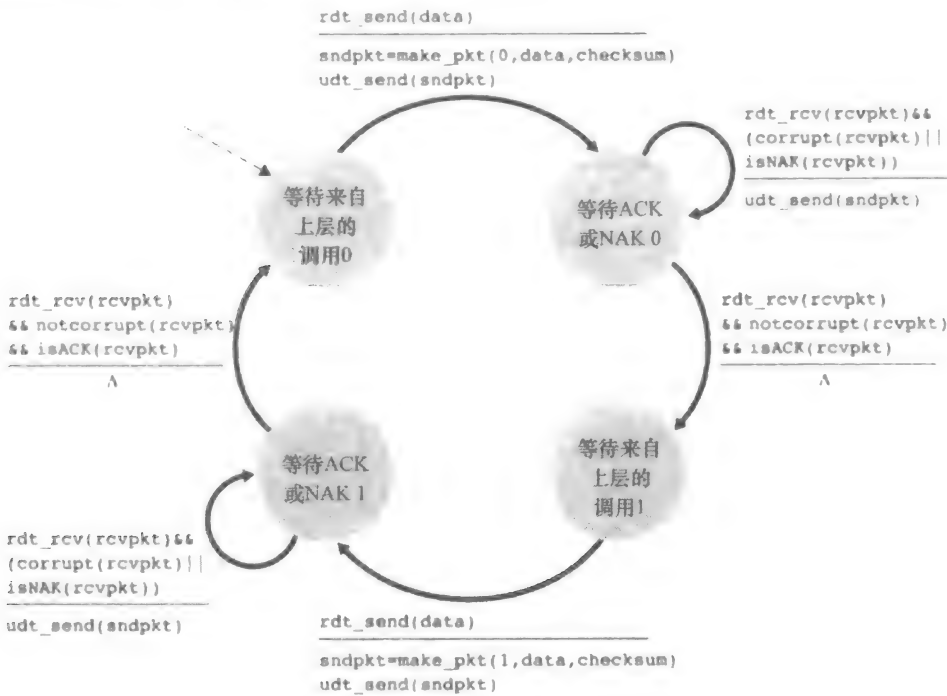 rdt_send(data)
sndpkt=make_pkt(0,data,checksum)
udt_send(sndpkt)
rdt_rcv(rcvpkt)&&
(corrupt(rcvpkt)||
isNAK(rcvpkt))
udt_send(sndpkt)
等待来自
上层的
调用0
等待ACK
或NAK 0
rdt_rcv(rcvpkt)
&& notcorrupt(rcvpkt)
&& isACK(rcvpkt)
Λ
rdt_rcv(rcvpkt)
&& notcorrupt(rcvpkt)
&& isACK(rcvpkt)
Λ
等待ACK
或NAK 1
等待来自
上层的
调用1
rdt_rcv(rcvpkt)&&
(corrupt(rcvpkt)||
isNAK(rcvpkt))
udt_send(sndpkt)
rdt_send(data)
sndpkt=make_pkt(1,data,checksum)
udt_send(sndpkt)